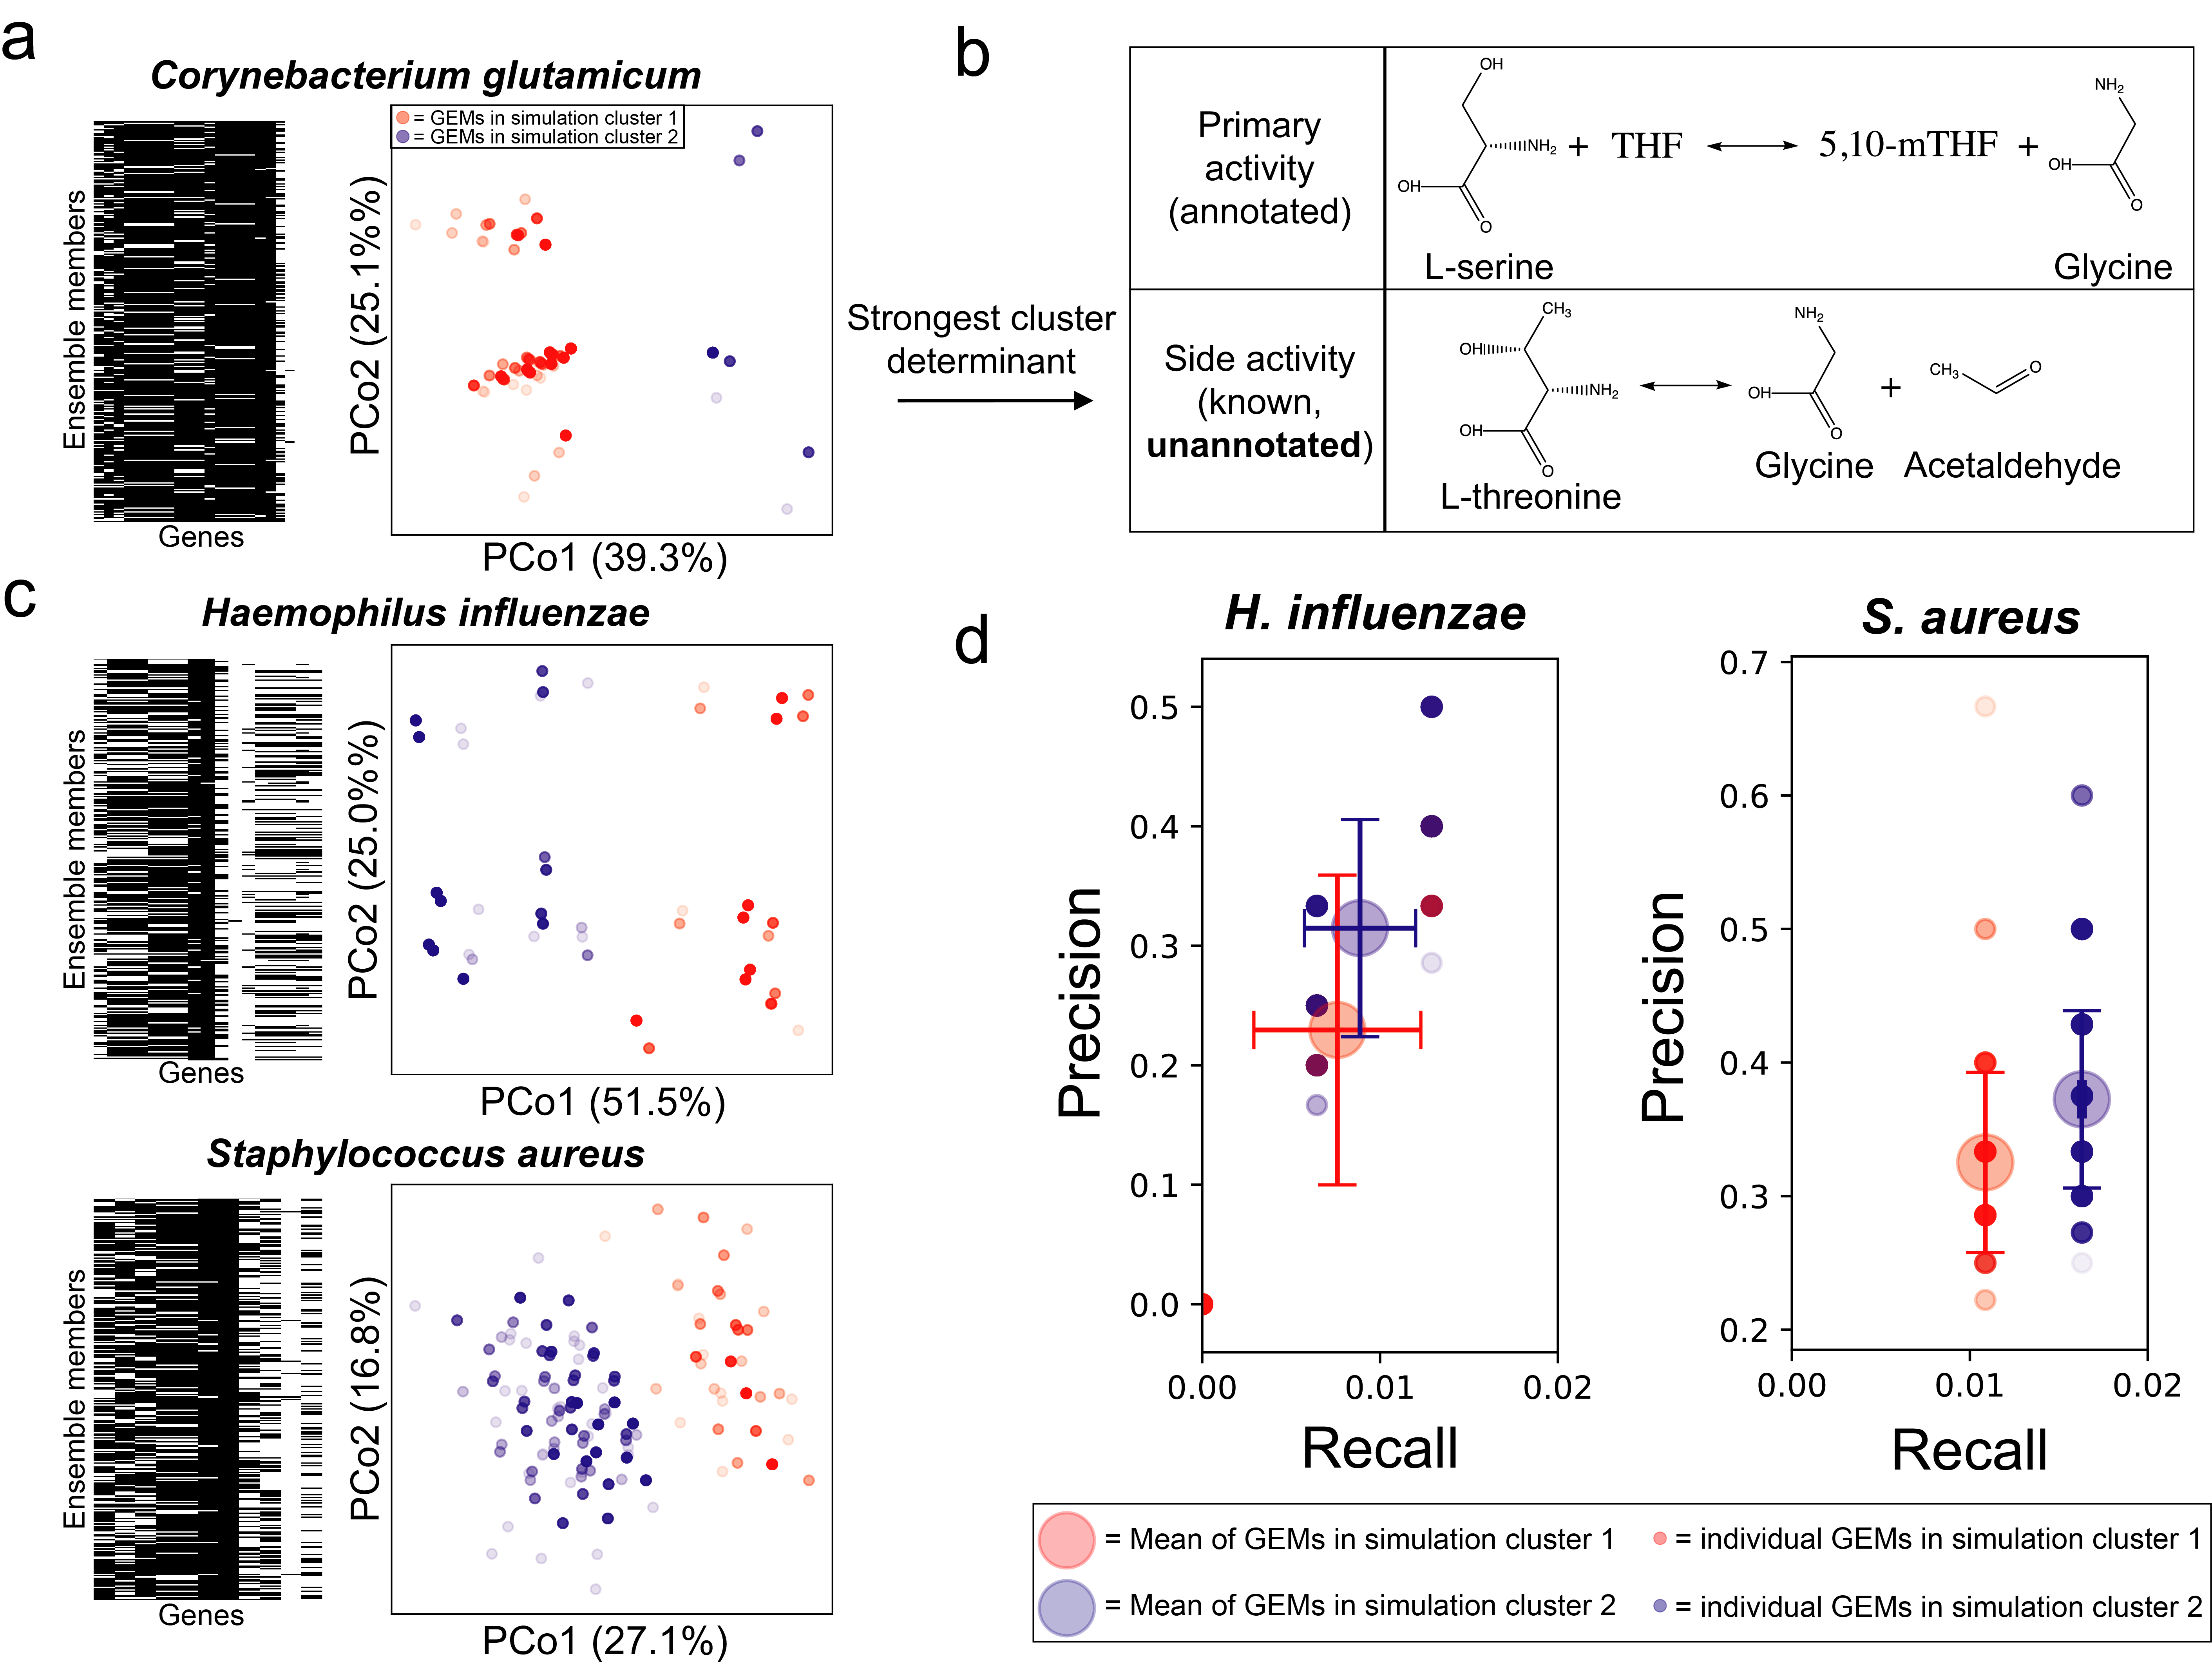 a
Corynebacterium glutamicum
= GEMs in simulation cluster 1
= GEMs in simulation cluster 2
Ensemble members
Genes
PCo2 (25.1%%)
PCo1 (39.3%)
Strongest cluster
determinant
b
Primary
activity
(annotated)
OH
NH₂
OH
O
L-serine
+ THF
5,10-mTHF +
NH₂
OH
O
Glycine
Side activity
(known,
unannotated)
CH₃
OH
NH₂
OH
O
L-threonine
NH₂
OH
O
Glycine
+
CH₃
O
Acetaldehyde
c
Haemophilus influenzae
Ensemble members
Genes
PCo2 (25.0%%)
PCo1 (51.5%)
Staphylococcus aureus
Ensemble members
Genes
PCo2 (16.8%)
PCo1 (27.1%)
d
H. influenzae
Precision
0.5
0.4
0.3
0.2
0.1
0.0
0.00 0.01 0.02
Recall
S. aureus
Precision
0.7
0.6
0.5
0.4
0.3
0.2
0.00 0.01 0.02
Recall
= Mean of GEMs in simulation cluster 1
= individual GEMs in simulation cluster 1
= Mean of GEMs in simulation cluster 2
= individual GEMs in simulation cluster 2